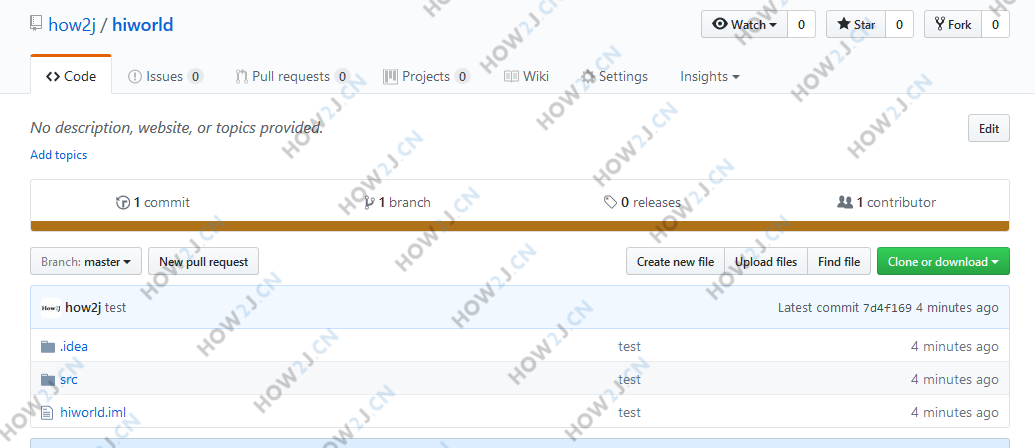 how2j / hiworld
Watch 0 Star 0 Fork 0
Code Issues 0 Pull requests 0 Projects 0 Wiki Settings Insights
No description, website, or topics provided.
Edit
Add topics
1 commit 1 branch 0 releases 1 contributor
Branch: master New pull request Create new file Upload files Find file Clone or download
How2J how2j test Latest commit 7d4f169 4 minutes ago
.idea test 4 minutes ago
src test 4 minutes ago
hiworld.iml test 4 minutes ago
HOW2J.CN